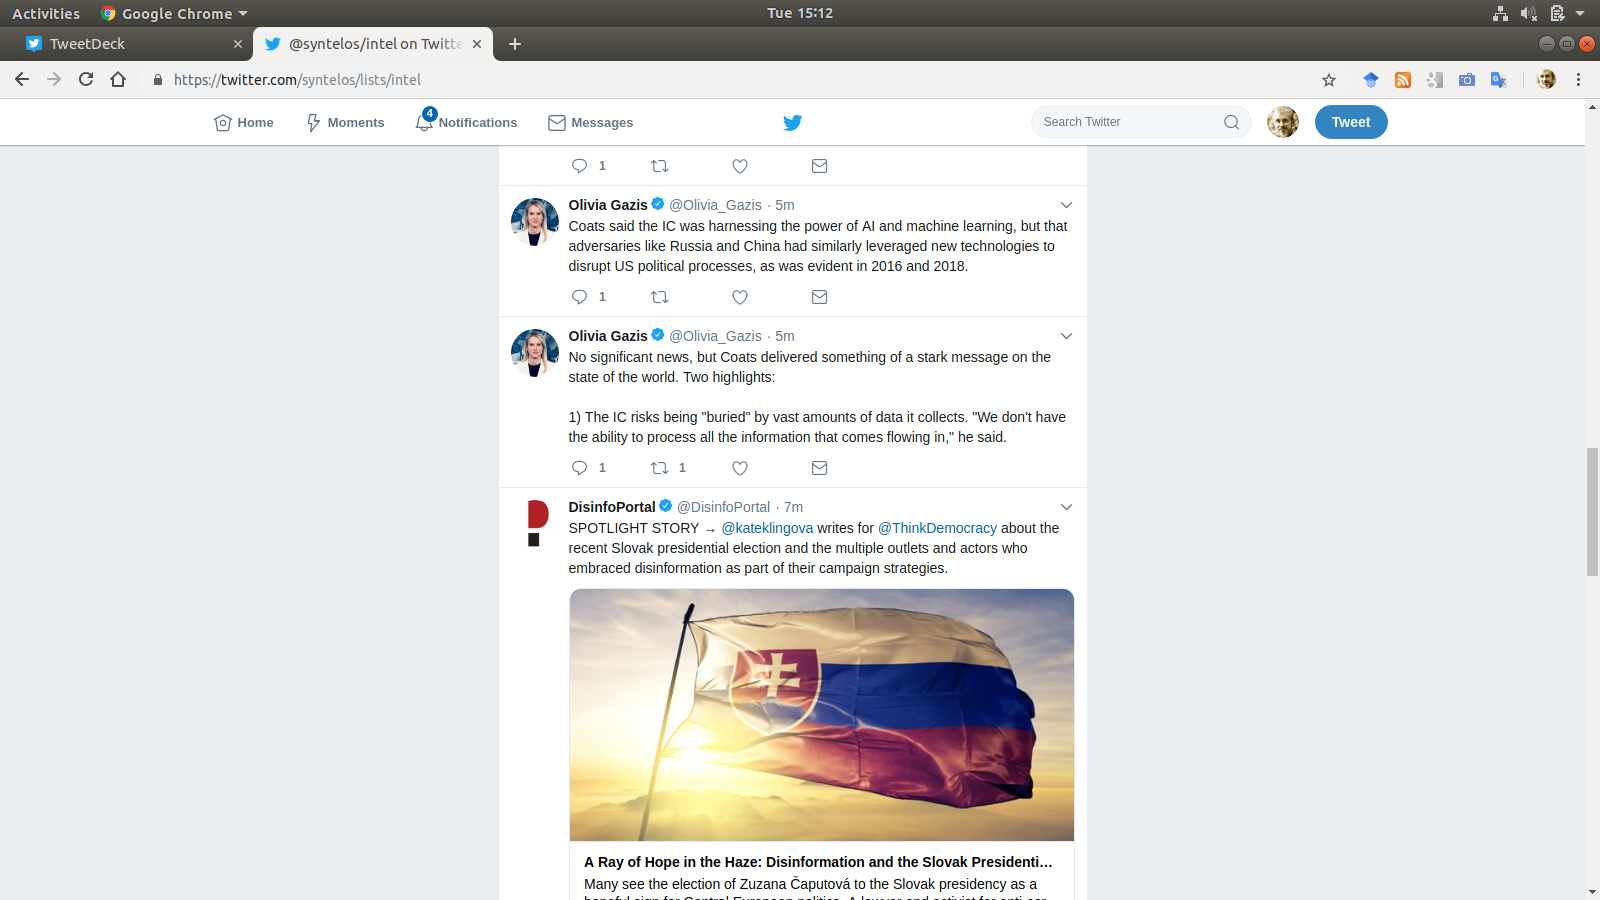 Activities Google Chrome Tue 15:12
TweetDeck @syntelos/intel on Twitte
https://twitter.com/syntelos/lists/intel
Home Moments 4 Notifications Messages Search Twitter Tweet
1
Olivia Gazis @Olivia_Gazis · 5m
Coats said the IC was harnessing the power of AI and machine learning, but that
adversaries like Russia and China had similarly leveraged new technologies to
disrupt US political processes, as was evident in 2016 and 2018.
1
Olivia Gazis @Olivia_Gazis · 5m
No significant news, but Coats delivered something of a stark message on the
state of the world. Two highlights:
1) The IC risks being "buried" by vast amounts of data it collects. "We don't have
the ability to process all the information that comes flowing in," he said.
1 1
DisinfoPortal @DisinfoPortal · 7m
SPOTLIGHT STORY → @kateklingova writes for @ThinkDemocracy about the
recent Slovak presidential election and the multiple outlets and actors who
embraced disinformation as part of their campaign strategies.
A Ray of Hope in the Haze: Disinformation and the Slovak Presidenti…
Many see the election of Zuzana Čaputová to the Slovak presidency as a